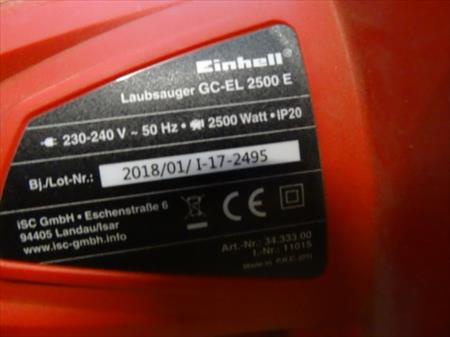 Einhell
Laubsauger GC-EL 2500 E
230-240 V ~ 50 Hz • 2500 Watt • IP20
Bj./Lot-Nr.: 2018/01/ I-17-2495
iSC GmbH • Eschenstraße 6
94405 Landau/Isar
www.isc-gmbh.info
CE
Art.-Nr.: 34.333.00
I.-Nr.: 11015
Made in P.R.C.